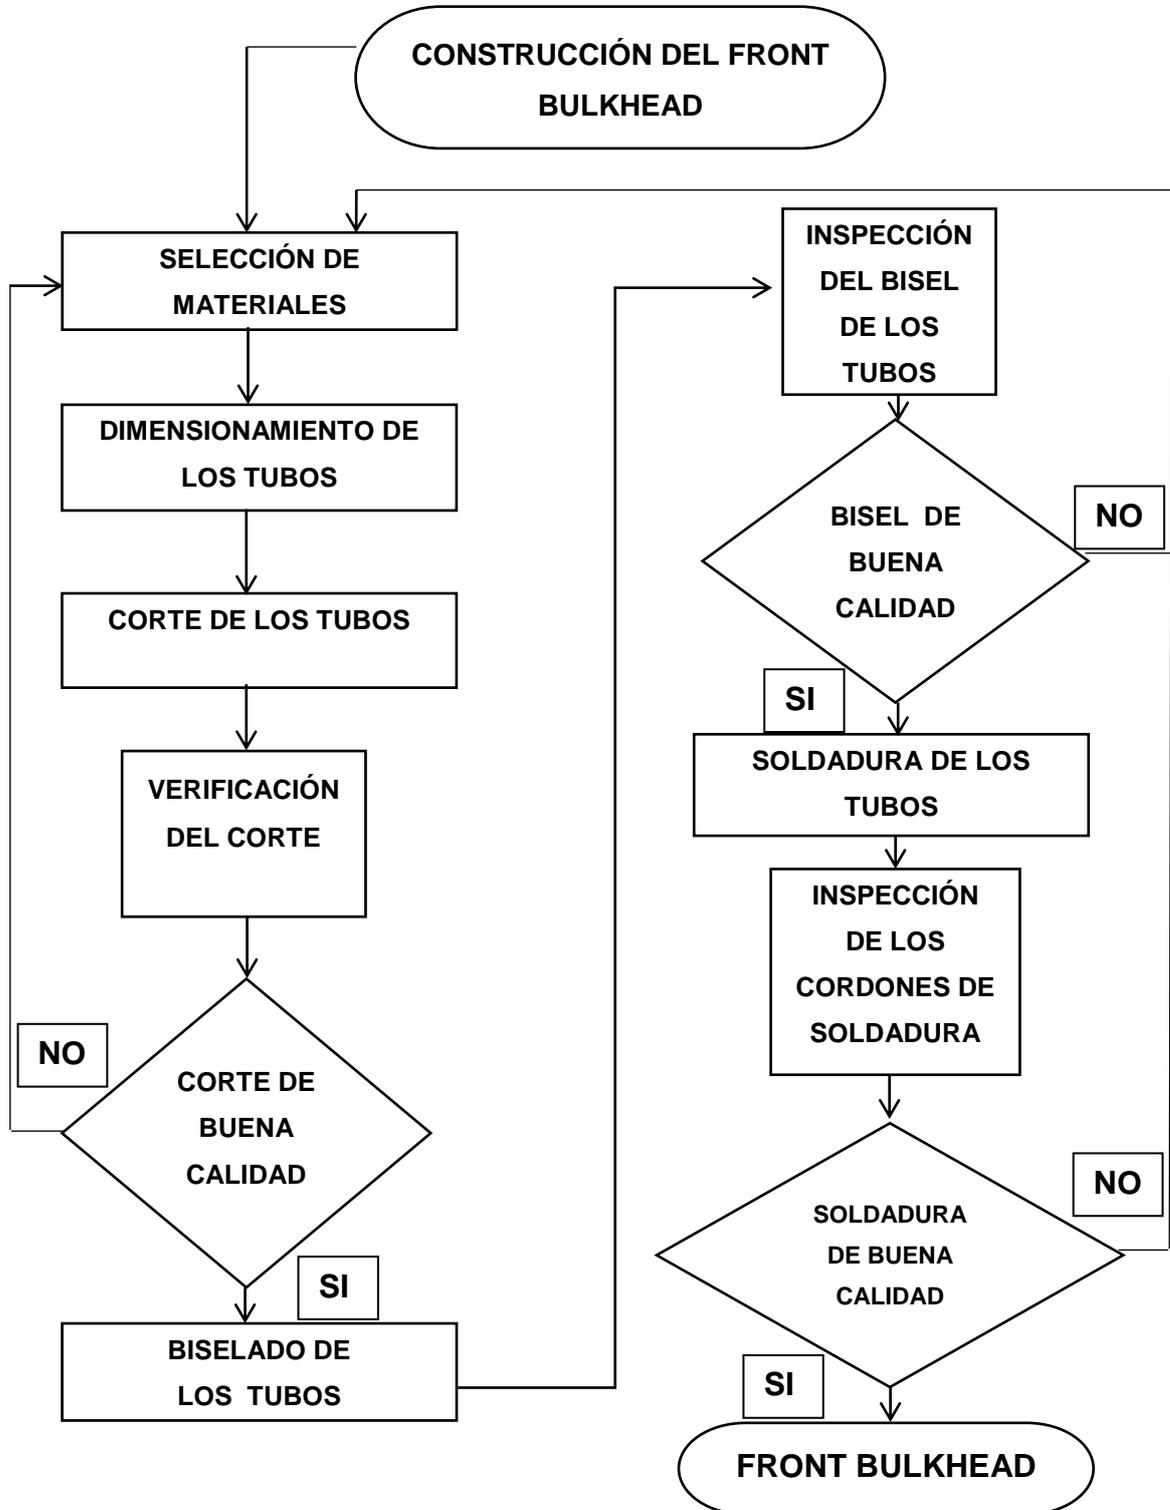 CONSTRUCCIÓN DEL FRONT
BULKHEAD
SELECCIÓN DE
MATERIALES
DIMENSIONAMIENTO DE
LOS TUBOS
CORTE DE LOS TUBOS
VERIFICACIÓN
DEL CORTE
NO
CORTE DE
BUENA
CALIDAD
SI
BISELADO DE
LOS TUBOS
INSPECCIÓN
DEL BISEL
DE LOS
TUBOS
BISEL DE
BUENA
CALIDAD
NO
SI
SOLDADURA DE LOS
TUBOS
INSPECCIÓN
DE LOS
CORDONES DE
SOLDADURA
NO
SOLDADURA
DE BUENA
CALIDAD
SI
FRONT BULKHEAD